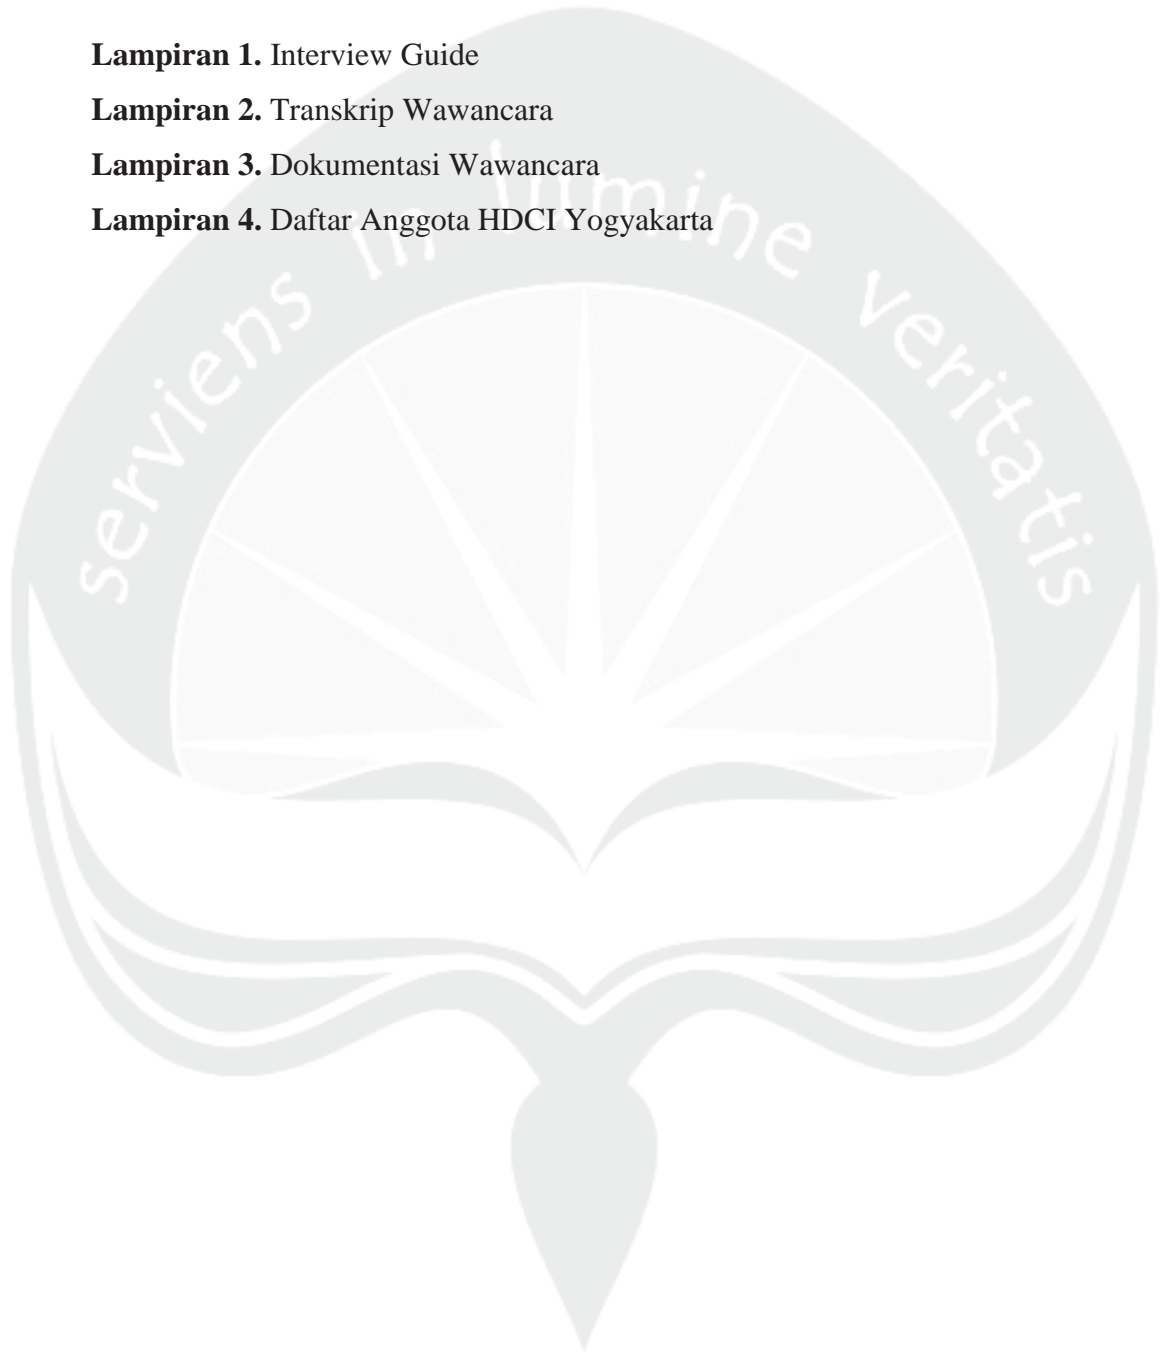 Lampiran 1. Interview Guide
Lampiran 2. Transkrip Wawancara
Lampiran 3. Dokumentasi Wawancara
Lampiran 4. Daftar Anggota HDCI Yogyakarta
serviens in lumine veritatis